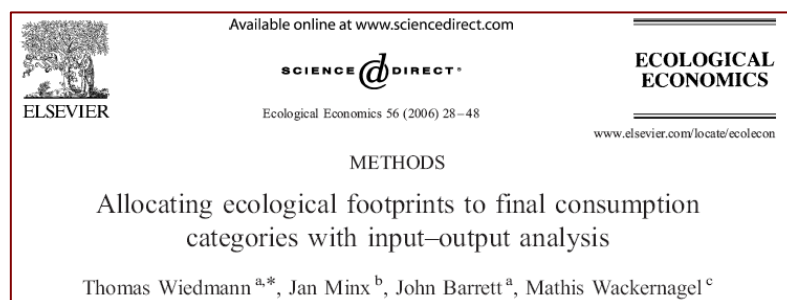 Available online at www.sciencedirect.com
SCIENCE DIRECT®
ELSEVIER
Ecological Economics 56 (2006) 28–48
ECOLOGICAL
ECONOMICS
www.elsevier.com/locate/ecolecon
METHODS
Allocating ecological footprints to final consumption
categories with input–output analysis
Thomas Wiedmann a,*, Jan Minx b, John Barrett a, Mathis Wackernagel c